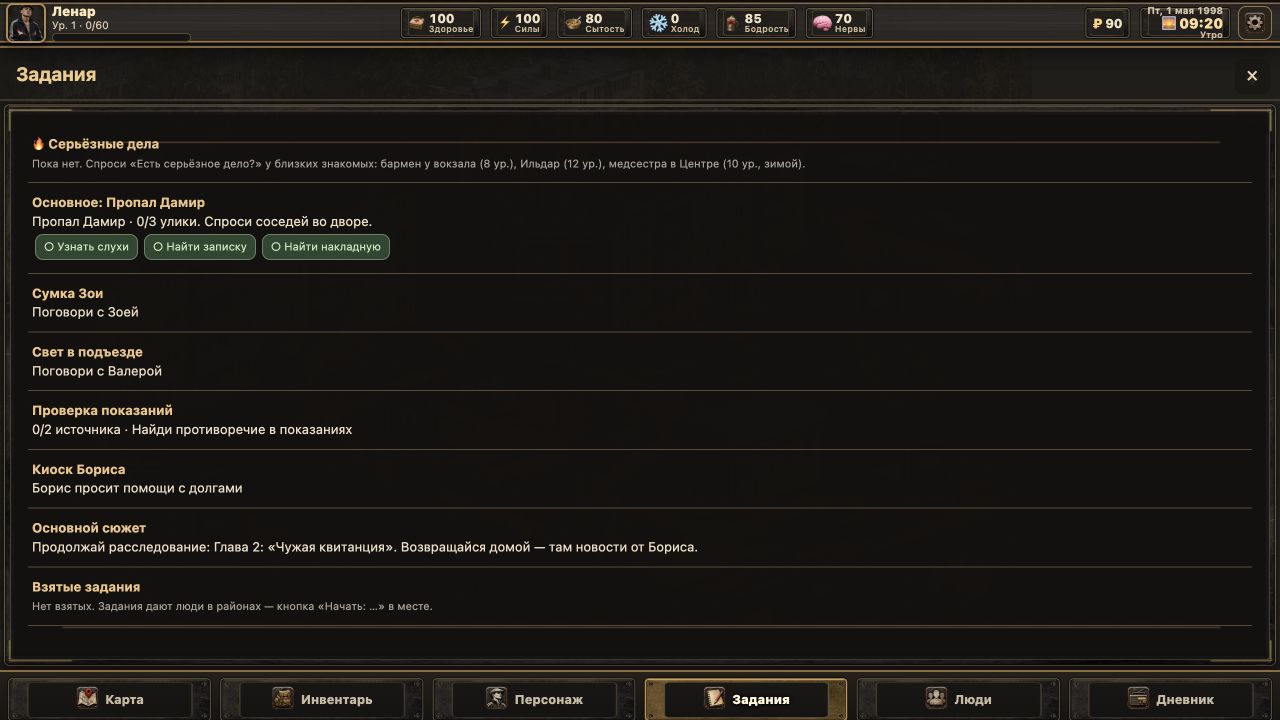 Ленар
Ур. 1 · 0/60
100
Здоровье
100
Силы
80
Сытость
0
Холод
85
Бодрость
70
Нервы
₽ 90
Пт, 1 мая 1998
09:20
Утро
Задания
×
Серьёзные дела
Пока нет. Спроси «Есть серьёзное дело?» у близких знакомых: бармен у вокзала (8 ур.), Ильдар (12 ур.), медсестра в Центре (10 ур., зимой).
Основное: Пропал Дамир
Пропал Дамир · 0/3 улики. Спроси соседей во дворе.
○ Узнать слухи
○ Найти записку
○ Найти накладную
Сумка Зои
Поговори с Зоей
Свет в подъезде
Поговори с Валерой
Проверка показаний
0/2 источника · Найди противоречие в показаниях
Киоск Бориса
Борис просит помощи с долгами
Основной сюжет
Продолжай расследование: Глава 2: «Чужая квитанция». Возвращайся домой — там новости от Бориса.
Взятые задания
Нет взятых. Задания дают люди в районах — кнопка «Начать: …» в месте.
Карта
Инвентарь
Персонаж
Задания
Люди
Дневник